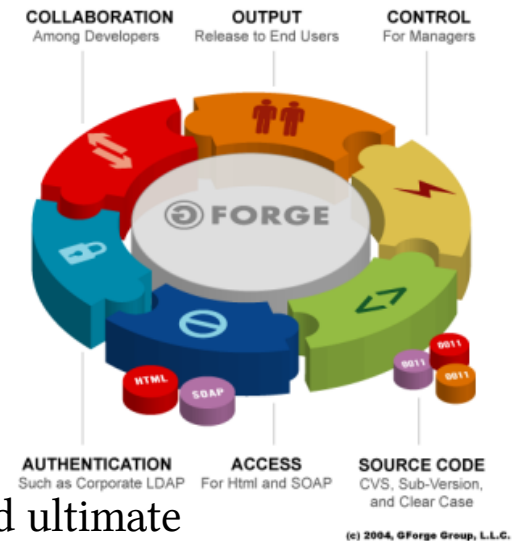 COLLABORATION
Among Developers
OUTPUT
Release to End Users
CONTROL
For Managers
GFORGE
HTML
SOAP
0011
0011
0011
AUTHENTICATION
Such as Corporate LDAP
ACCESS
For Html and SOAP
SOURCE CODE
CVS, Sub-Version,
and Clear Case
d ultimate
(c) 2004, GForge Group, L.L.C.